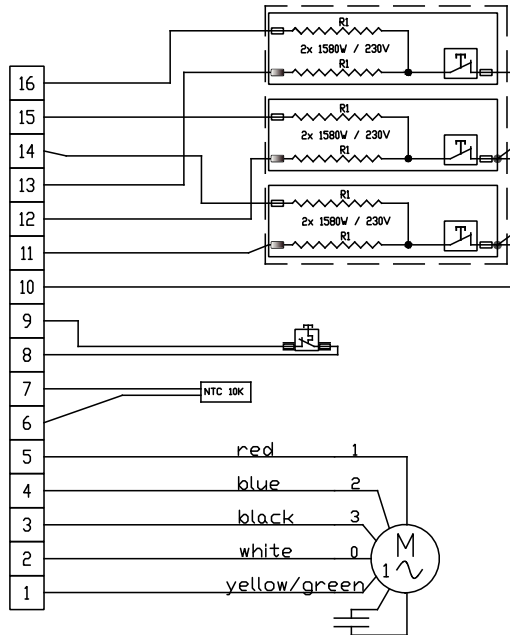 R1
2x 1580W / 230V
R1
16
15
R1
2x 1580W / 230V
R1
14
13
12
R1
2x 1580W / 230V
R1
11
10
9
8
7
NTC 10K
6
5 red 1
4 blue 2
3 black 3
2 white 0
1 yellow/green
M
1